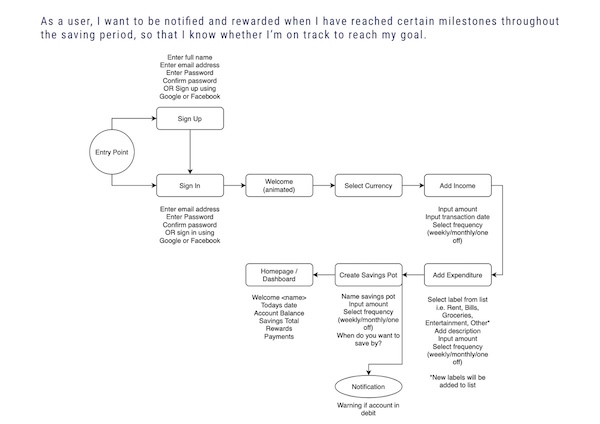 As a user, I want to be notified and rewarded when I have reached certain milestones throughout
the saving period, so that I know whether I'm on track to reach my goal.
Enter full name
Enter email address
Enter Password
Confirm password
OR Sign up using
Google or Facebook
Sign Up
Entry Point
Sign In
Welcome
(animated)
Select Currency
Add Income
Enter email address
Enter Password
Confirm password
OR sign in using
Google or Facebook
Input amount
Input transaction date
Select frequency
(weekly/monthly/one
off)
Homepage /
Dashboard
Create Savings Pot
Add Expenditure
Welcome <name>
Todays date
Account Balance
Savings Total
Rewards
Payments
Name savings pot
Input amount
Select frequency
(weekly/monthly/one
off)
When do you want to
save by?
Select label from list
i.e. Rent, Bills,
Groceries,
Entertainment, Other*
Add description
Input amount
Select frequency
(weekly/monthly/one
off)
*New labels will be
added to list
Notification
Warning if account in
debit